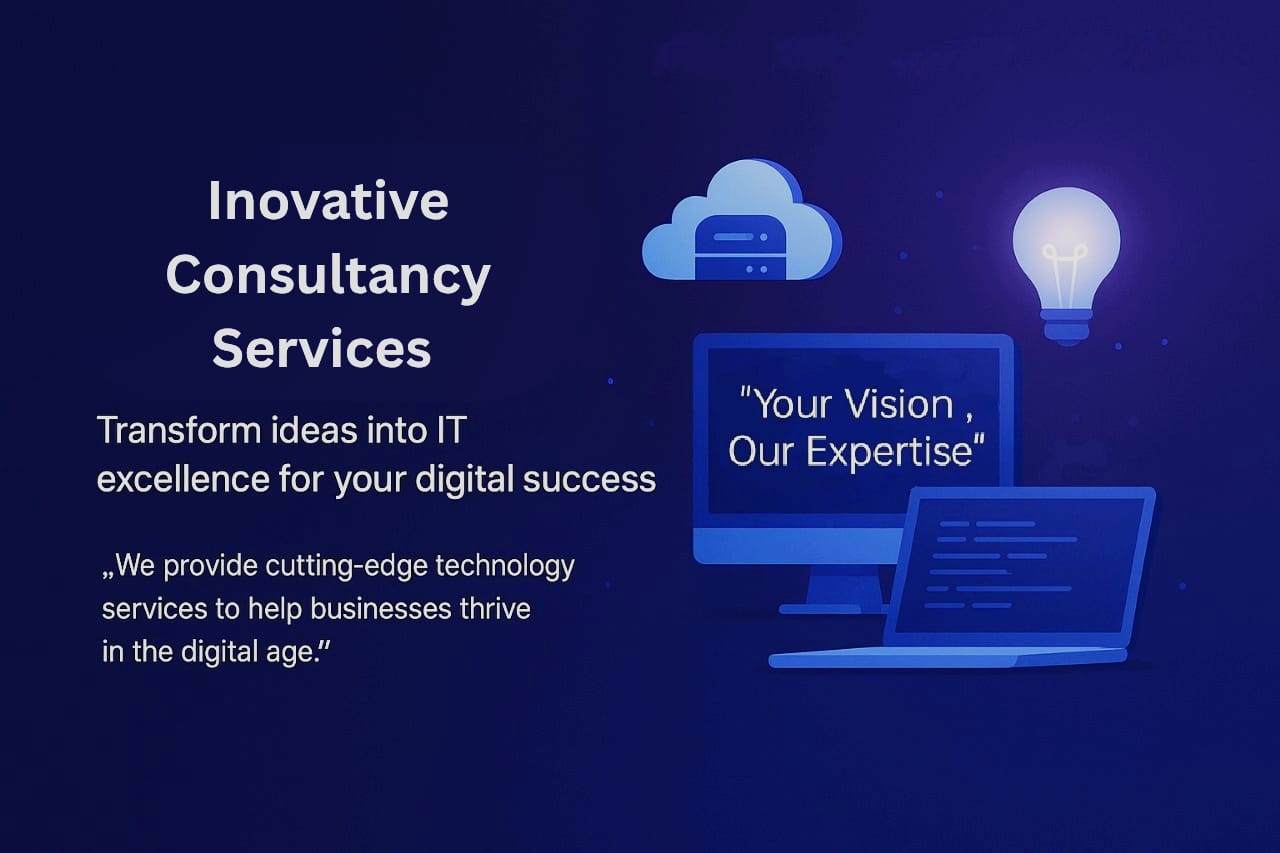 Inovative
Consultancy
Services
Transform ideas into IT
excellence for your digital success
„We provide cutting-edge technology
services to help businesses thrive
in the digital age.”
"Your Vision ,
Our Expertise"